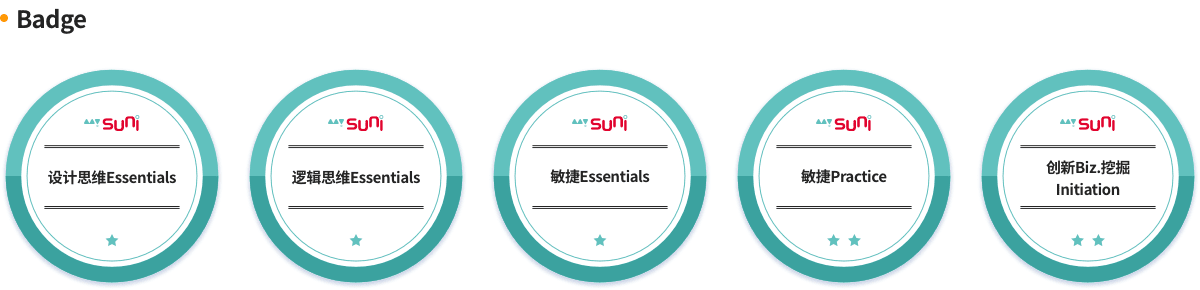 Badge
suni
设计思维Essentials
suni
逻辑思维Essentials
suni
敏捷Essentials
suni
敏捷Practice
suni
创新Biz.挖掘
Initiation